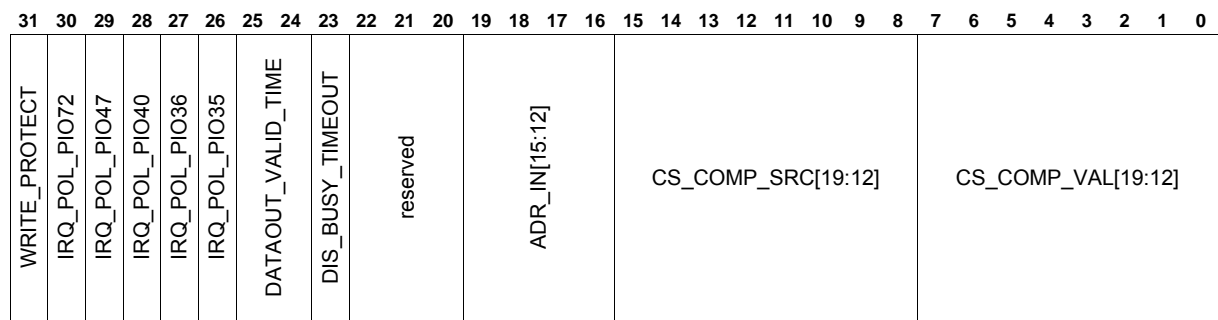 31 30 29 28 27 26 25 24 23 22 21 20 19 18 17 16 15 14 13 12 11 10 9 8 7 6 5 4 3 2 1 0
WRITE_PROTECT
IRQ_POL_PIO72
IRQ_POL_PIO47
IRQ_POL_PIO40
IRQ_POL_PIO36
IRQ_POL_PIO35
DATAOUT_VALID_TIME
DIS_BUSY_TIMEOUT
reserved
ADR_IN[15:12]
CS_COMP_SRC[19:12]
CS_COMP_VAL[19:12]